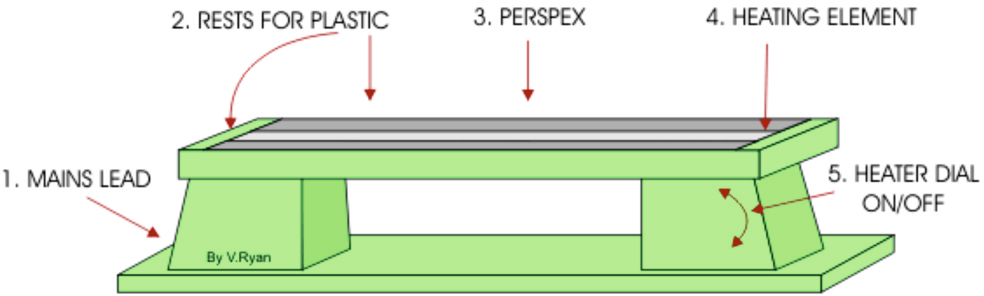 2. RESTS FOR PLASTIC
3. PERSPEX
4. HEATING ELEMENT
1. MAINS LEAD
5. HEATER DIAL
ON/OFF
By V.Ryan